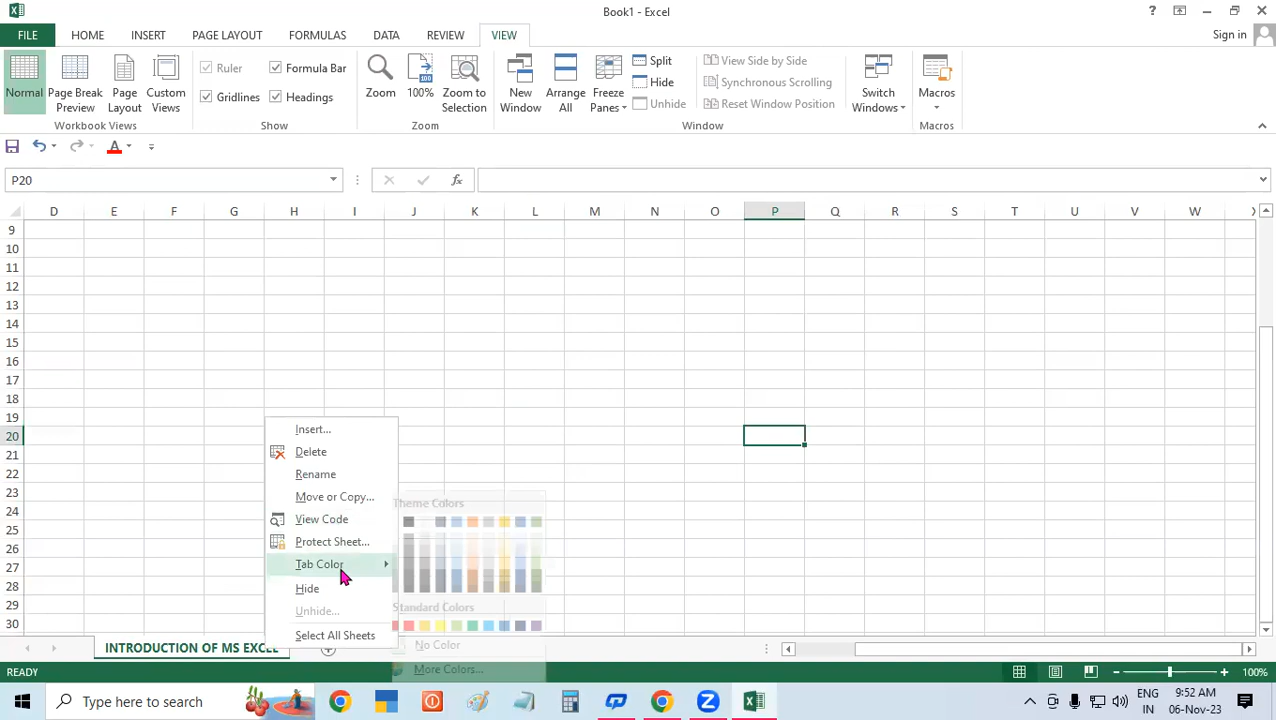 Book1 - Excel
?
FILE HOME INSERT PAGE LAYOUT FORMULAS DATA REVIEW VIEW Sign in
Normal
Page Break Preview
Page Layout
Custom Views
Workbook Views
Ruler
Formula Bar
Gridlines
Headings
Show
Zoom
100%
Zoom to Selection
Zoom
New Window
Arrange All
Freeze Panes
Split
Hide
Unhide
View Side by Side
Synchronous Scrolling
Reset Window Position
Switch Windows
Window
Macros
Macros
P20
fx
D E F G H I J K L M N O P Q R S T U V W X
9
10
11
12
13
14
15
16
17
18
19
20
21
22
23
24
25
26
27
28
29
30
Insert...
Delete
Rename
Move or Copy...
View Code
Protect Sheet...
Tab Color
Hide
Unhide...
Select All Sheets
Theme Colors
Standard Colors
No Color
More Colors...
INTRODUCTION OF MS EXCEL
READY
100%
Type here to search
ENG
IN
5:22 AM
06-Nov-23